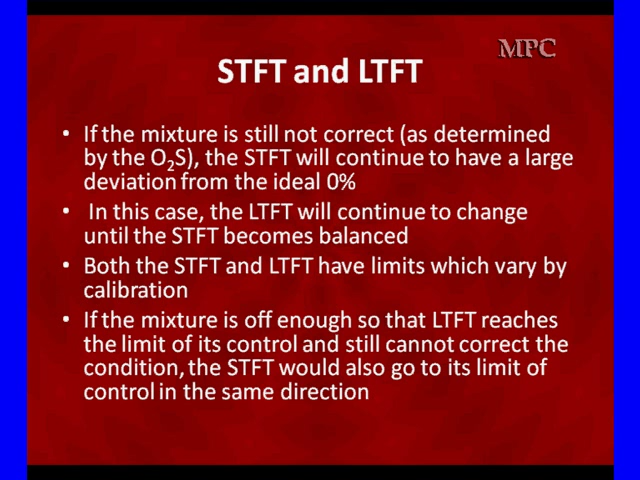 MPC
STFT and LTFT
• If the mixture is still not correct (as determined
by the O₂S), the STFT will continue to have a large
deviation from the ideal 0%
• In this case, the LTFT will continue to change
until the STFT becomes balanced
• Both the STFT and LTFT have limits which vary by
calibration
• If the mixture is off enough so that LTFT reaches
the limit of its control and still cannot correct the
condition, the STFT would also go to its limit of
control in the same direction